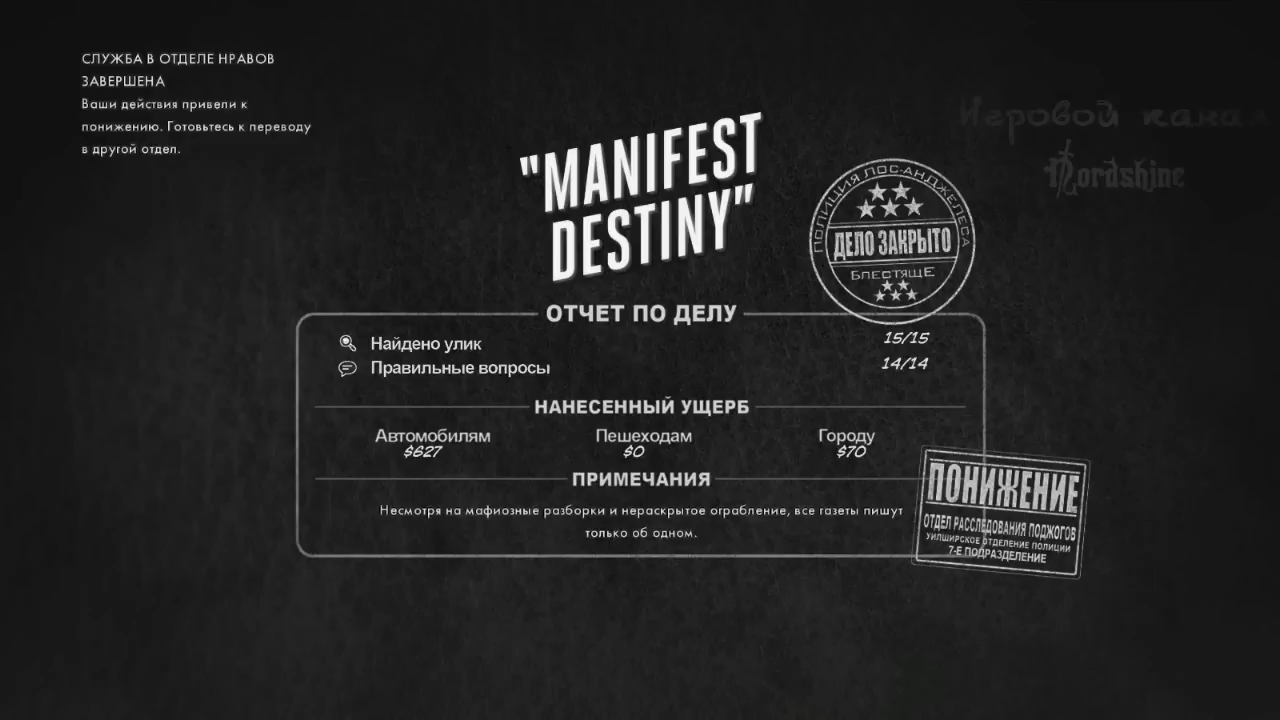 СЛУЖБА В ОТДЕЛЕ НРАВОВ
ЗАВЕРШЕНА
Ваши действия привели к
понижению. Готовьтесь к переводу
в другой отдел.
Игровой канал
Lordshine
"MANIFEST
DESTINY"
ПОЛИЦИЯ ЛОС-АНДЖЕЛЕСА
ДЕЛО ЗАКРЫТО
БЛЕСТЯЩЕ
ОТЧЕТ ПО ДЕЛУ
Найдено улик 15/15
Правильные вопросы 14/14
НАНЕСЕННЫЙ УЩЕРБ
Автомобилям Пешеходам Городу
$627 $0 $70
ПРИМЕЧАНИЯ
Несмотря на мафиозные разборки и нераскрытое ограбление, все газеты пишут
только об одном.
ПОНИЖЕНИЕ
ОТДЕЛ РАССЛЕДОВАНИЯ ПОДЖОГОВ
УИЛШИРСКОЕ ОТДЕЛЕНИЕ ПОЛИЦИИ
7-Е ПОДРАЗДЕЛЕНИЕ